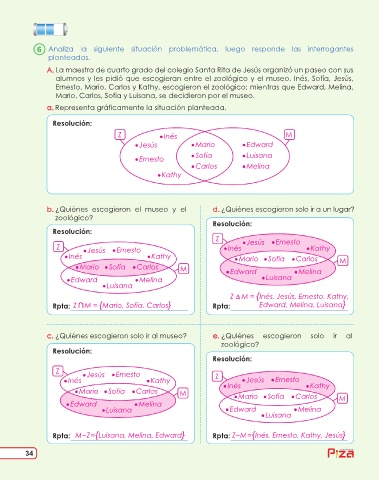 6 Analiza la siguiente situación problemática, luego responde las interrogantes
planteadas.
A. La maestra de cuarto grado del colegio Santa Rita de Jesús organizó un paseo con sus
alumnos y les pidió que escogieran entre el zoológico y el museo. Inés, Sofía, Jesús,
Ernesto, Mario, Carlos y Kathy, escogieron el zoológico; mientras que Edward, Melina,
Mario, Carlos, Sofía y Luisana, se decidieron por el museo.
a. Representa gráficamente la situación planteada.
Resolución:
Z
M
•Inés
•Jesús •Mario •Edward
•Ernesto •Sofía •Luisana
•Carlos •Melina
•Kathy
b. ¿Quiénes escogieron el museo y el
zoológico?
Resolución:
Z
•Jesús •Ernesto
•Inés •Kathy
•Mario •Sofía •Carlos
M
•Edward •Melina
•Luisana
Rpta: Z∩M = {Mario, Sofía, Carlos}
d. ¿Quiénes escogieron solo ir a un lugar?
Resolución:
Z
•Jesús •Ernesto
•Inés •Kathy
•Mario •Sofía •Carlos
M
•Edward •Melina
•Luisana
Z Δ M = {Inés, Jesús, Ernesto, Kathy,
Rpta: Edward, Melina, Luisana}
c. ¿Quiénes escogieron solo ir al museo?
Resolución:
Z
•Jesús •Ernesto
•Inés •Kathy
•Mario •Sofía •Carlos
M
•Edward •Melina
•Luisana
Rpta: M–Z={Luisana, Melina, Edward}
e. ¿Quiénes escogieron solo ir al
zoológico?
Resolución:
Z
•Jesús •Ernesto
•Inés •Kathy
•Mario •Sofía •Carlos
M
•Edward •Melina
•Luisana
Rpta: Z–M={Inés, Ernesto, Kathy, Jesús}
34